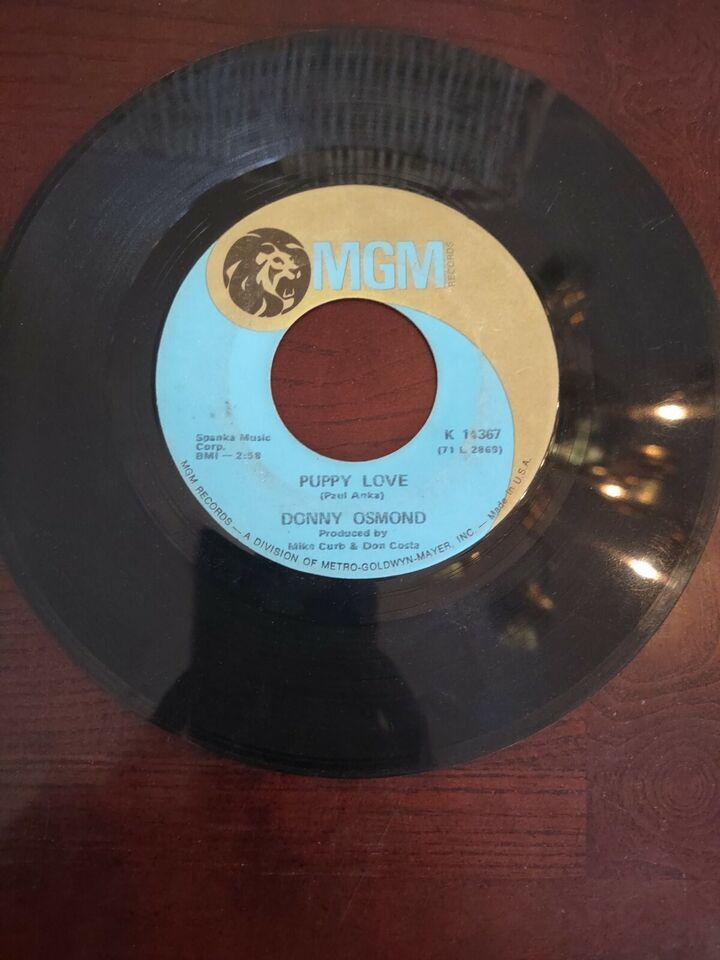 MGM
RECORDS
Spanka Music
Corp.
BMI — 2:58
K 14367
(71 L 2869)
PUPPY LOVE
(Paul Anka)
DONNY OSMOND
Produced by
Mike Curb & Don Costa
MGM RECORDS — A DIVISION OF METRO-GOLDWYN-MAYER, INC. — Made in U.S.A.